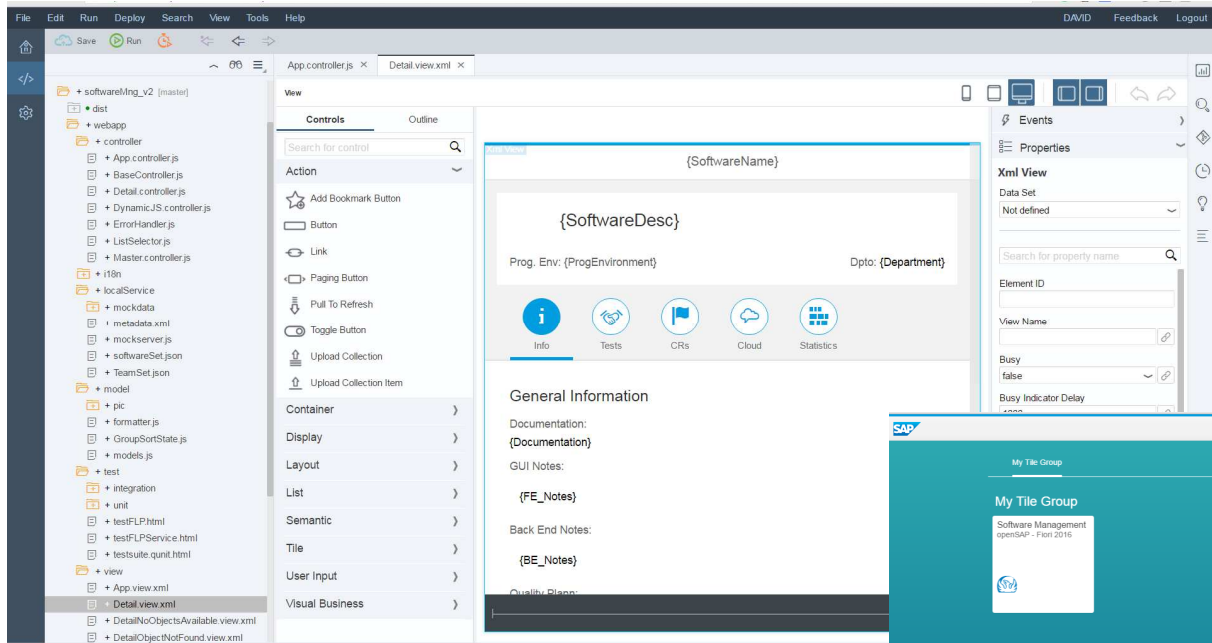 File Edit Run Deploy Search View Tools Help DAVID Feedback Logout
Save Run
App.controller.js × Detail.view.xml ×
+ softwareMng_v2 [master]
dist
+ webapp
+ controller
+ App.controller.js
+ BaseController.js
+ Detail.controller.js
+ DynamicJS.controller.js
+ ErrorHandler.js
+ ListSelector.js
+ Master.controller.js
+ i18n
+ localService
+ mockdata
metadata.xml
+ mockserver.js
+ softwareSet.json
+ TeamSet.json
+ model
+ pic
+ formatter.js
+ GroupSortState.js
+ models.js
+ test
+ integration
+ unit
+ testFLP.html
+ testFLPService.html
+ testsuite.qunit.html
+ view
+ App.view.xml
+ Detail.view.xml
+ DetailNoObjectsAvailable.view.xml
+ DetailObjectNotFound.view.xml
View
Controls Outline
Search for control
Action
Add Bookmark Button
Button
Link
Paging Button
Pull To Refresh
Toggle Button
Upload Collection
Upload Collection Item
Container
Display
Layout
List
Semantic
Tile
User Input
Visual Business
{SoftwareName}
{SoftwareDesc}
Prog. Env: {ProgEnvironment} Dpto: {Department}
Info Tests CRs Cloud Statistics
General Information
Documentation:
{Documentation}
GUI Notes:
{FE_Notes}
Back End Notes:
{BE_Notes}
Quality Plann:
Events
Properties
Xml View
Data Set
Not defined
Search for property name
Element ID
View Name
Busy
false
Busy Indicator Delay
SAP
My Tile Group
My Tile Group
Software Management
openSAP - Fiori 2016